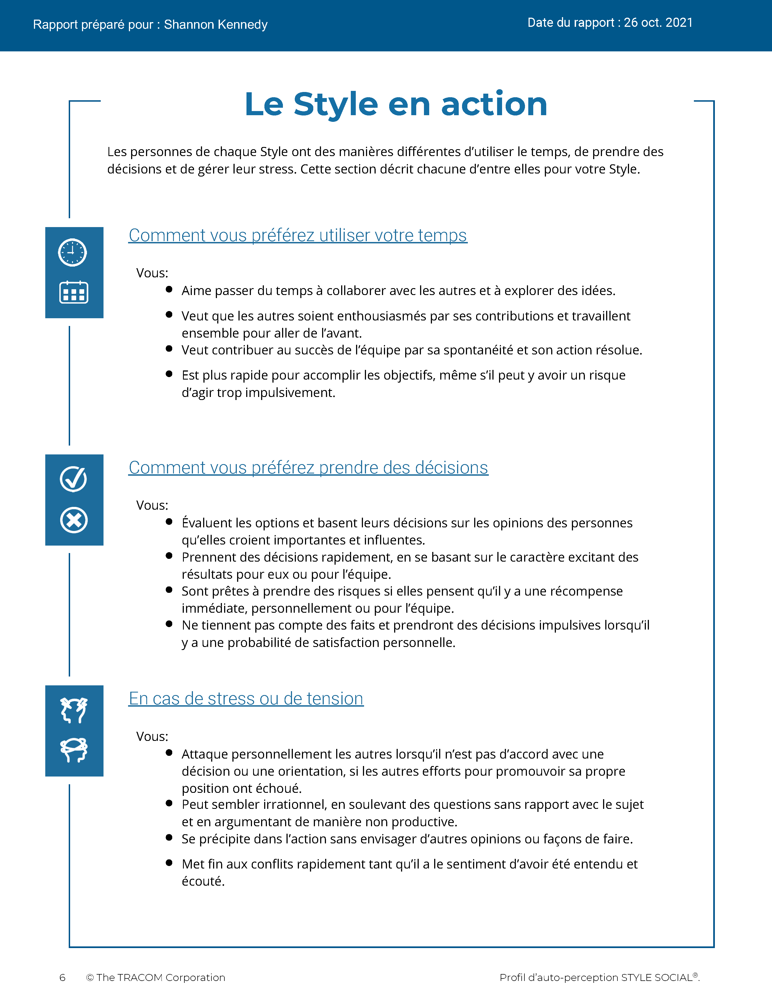 Rapport préparé pour : Shannon Kennedy
Date du rapport : 26 oct. 2021
Le Style en action
Les personnes de chaque Style ont des manières différentes d’utiliser le temps, de prendre des
décisions et de gérer leur stress. Cette section décrit chacune d’entre elles pour votre Style.
Comment vous préférez utiliser votre temps
Vous:
● Aime passer du temps à collaborer avec les autres et à explorer des idées.
● Veut que les autres soient enthousiasmés par ses contributions et travaillent
ensemble pour aller de l’avant.
● Veut contribuer au succès de l’équipe par sa spontanéité et son action résolue.
● Est plus rapide pour accomplir les objectifs, même s’il peut y avoir un risque
d’agir trop impulsivement.
Comment vous préférez prendre des décisions
Vous:
● Évaluent les options et basent leurs décisions sur les opinions des personnes
qu’elles croient importantes et influentes.
● Prennent des décisions rapidement, en se basant sur le caractère excitant des
résultats pour eux ou pour l’équipe.
● Sont prêtes à prendre des risques si elles pensent qu’il y a une récompense
immédiate, personnellement ou pour l’équipe.
● Ne tiennent pas compte des faits et prendront des décisions impulsives lorsqu’il
y a une probabilité de satisfaction personnelle.
En cas de stress ou de tension
Vous:
● Attaque personnellement les autres lorsqu’il n’est pas d’accord avec une
décision ou une orientation, si les autres efforts pour promouvoir sa propre
position ont échoué.
● Peut sembler irrationnel, en soulevant des questions sans rapport avec le sujet
et en argumentant de manière non productive.
● Se précipite dans l’action sans envisager d’autres opinions ou façons de faire.
● Met fin aux conflits rapidement tant qu’il a le sentiment d’avoir été entendu et
écouté.
6 © The TRACOM Corporation
Profil d’auto-perception STYLE SOCIAL®.